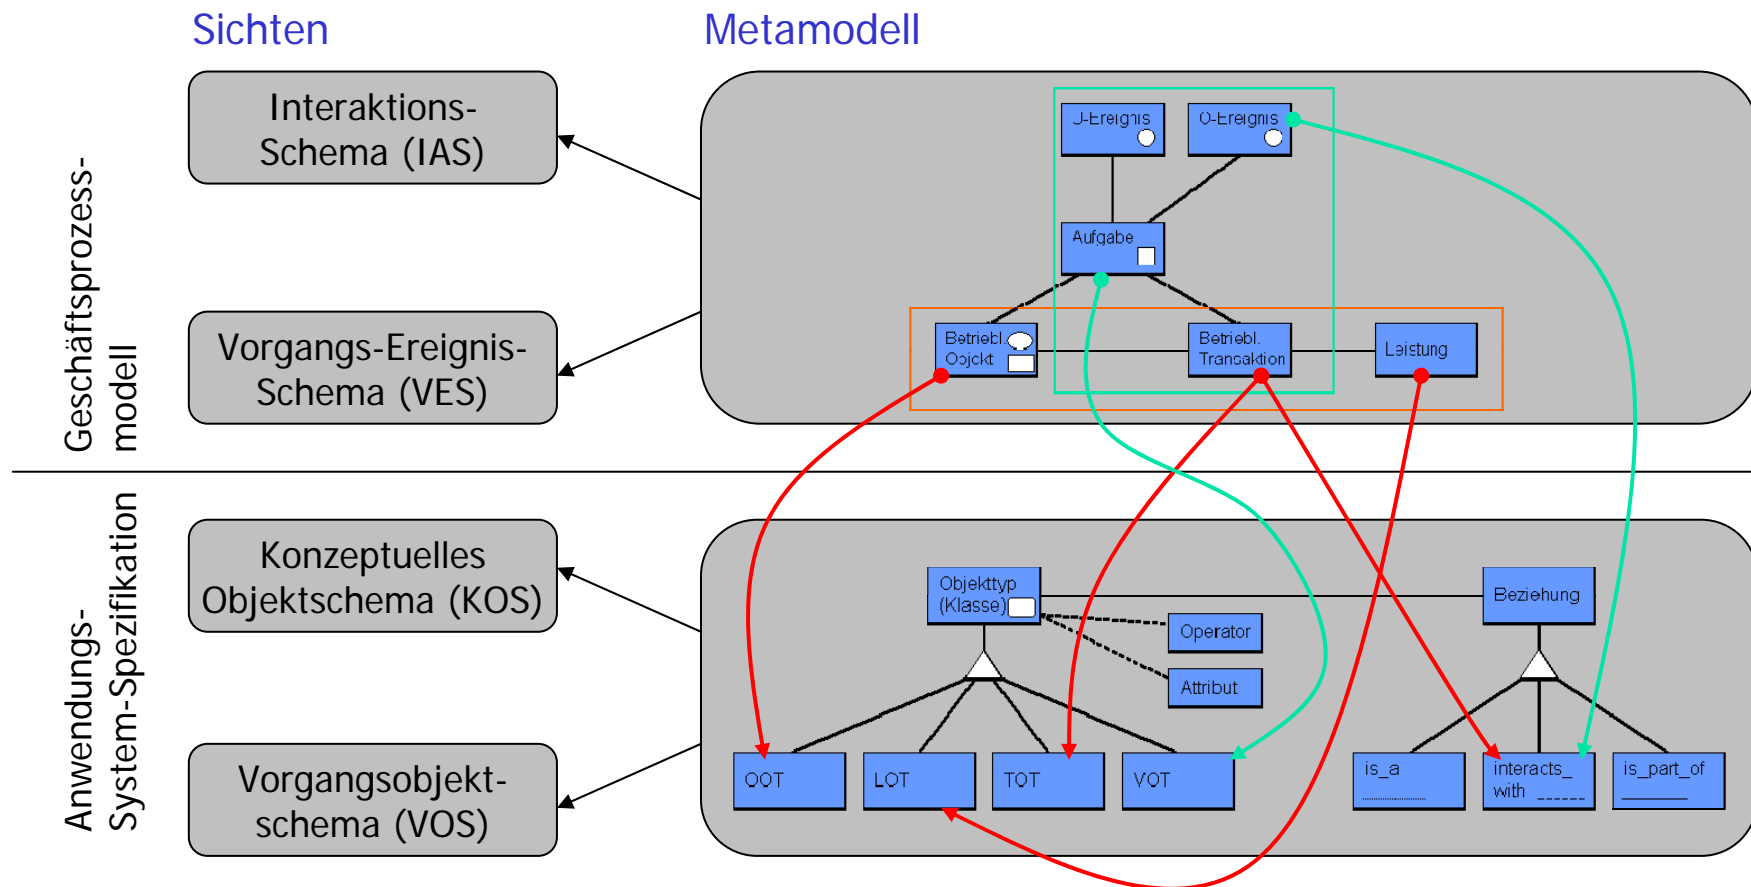 Sichten
Metamodell
Geschäftsprozess-
modell
Interaktions-
Schema (IAS)
Vorgangs-Ereignis-
Schema (VES)
U-Ereignis
O-Ereignis
Aufgabe
Betriebl.
Objekt
Betriebl.
Transaktion
Leistung
Anwendungs-
System-Spezifikation
Konzeptuelles
Objektschema (KOS)
Vorgangsobjekt-
schema (VOS)
Objekttyp
(Klasse)
Beziehung
Operator
Attribut
OOT
LOT
TOT
VOT
is_a
interacts_
with
is_part_of